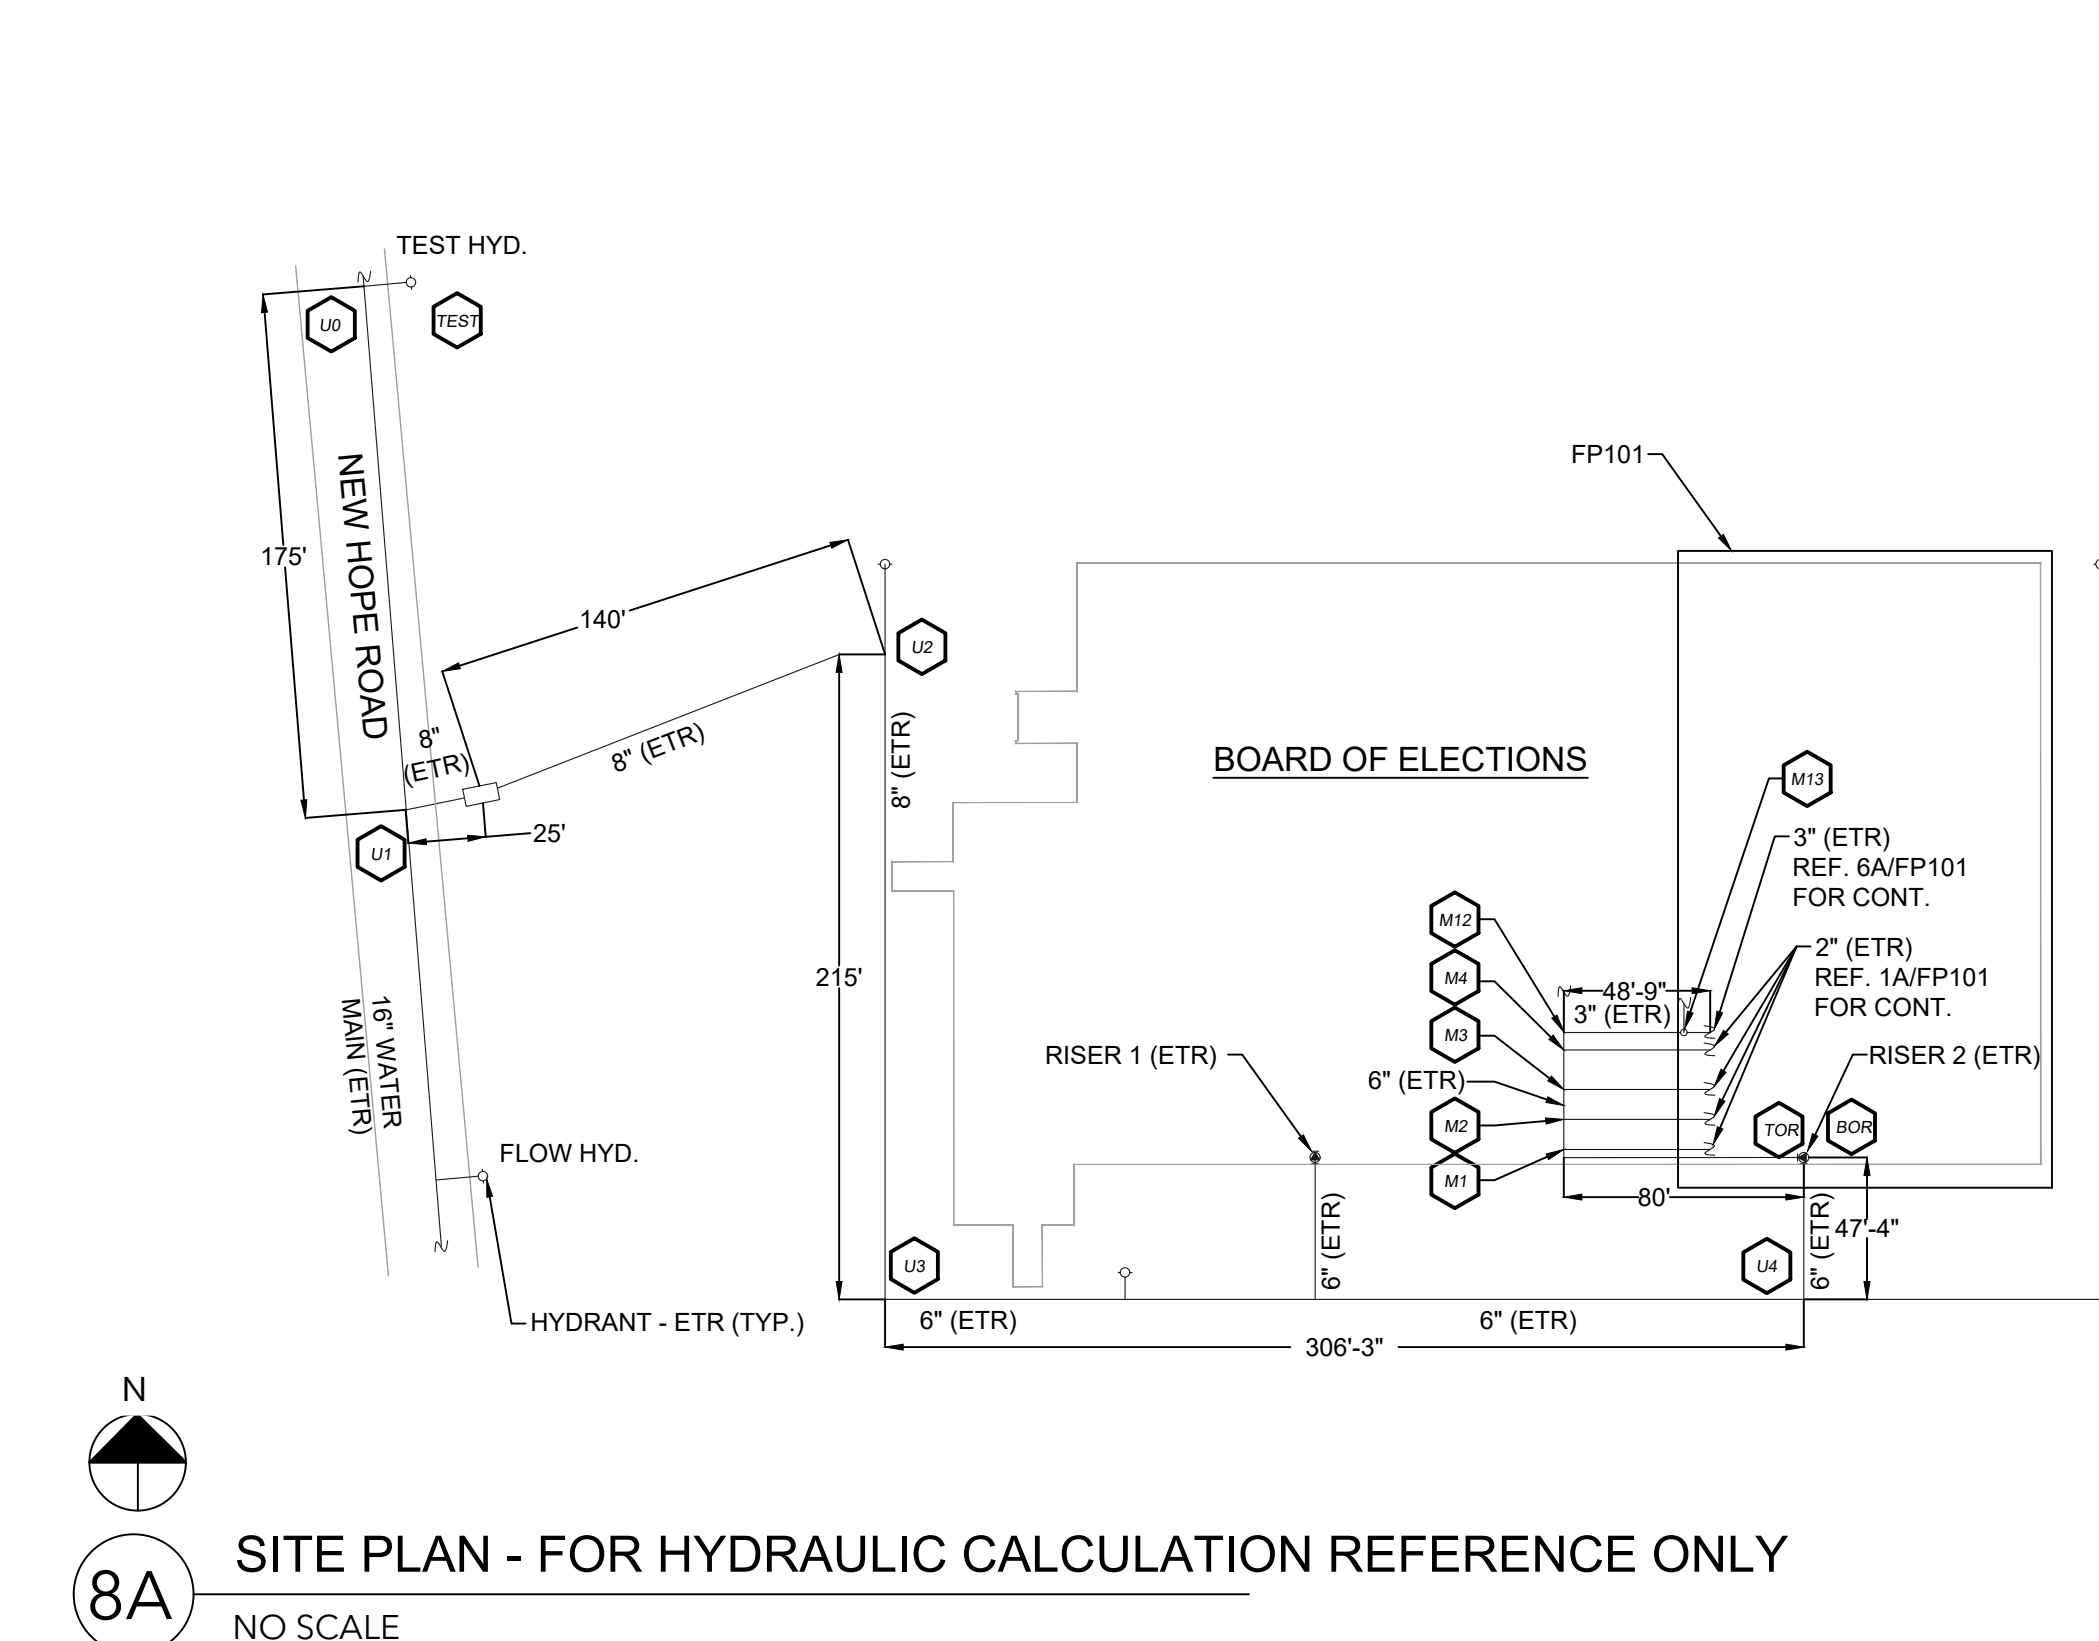 TEST HYD.
U0
TEST
FP101
NEW HOPE ROAD
175'
140'
U2
8"
(ETR)
8" (ETR)
8" (ETR)
BOARD OF ELECTIONS
M13
25'
3" (ETR)
REF. 6A/FP101
FOR CONT.
U1
M12
2" (ETR)
REF. 1A/FP101
FOR CONT.
M4
48'-9"
3" (ETR)
215'
M3
16" WATER
MAIN (ETR)
RISER 1 (ETR)
RISER 2 (ETR)
6" (ETR)
M2
TOR
BOR
FLOW HYD.
M1
80'
6" (ETR)
6" (ETR)
47'-4"
U3
U4
HYDRANT - ETR (TYP.)
6" (ETR)
6" (ETR)
306'-3"
N
8A
SITE PLAN - FOR HYDRAULIC CALCULATION REFERENCE ONLY
NO SCALE